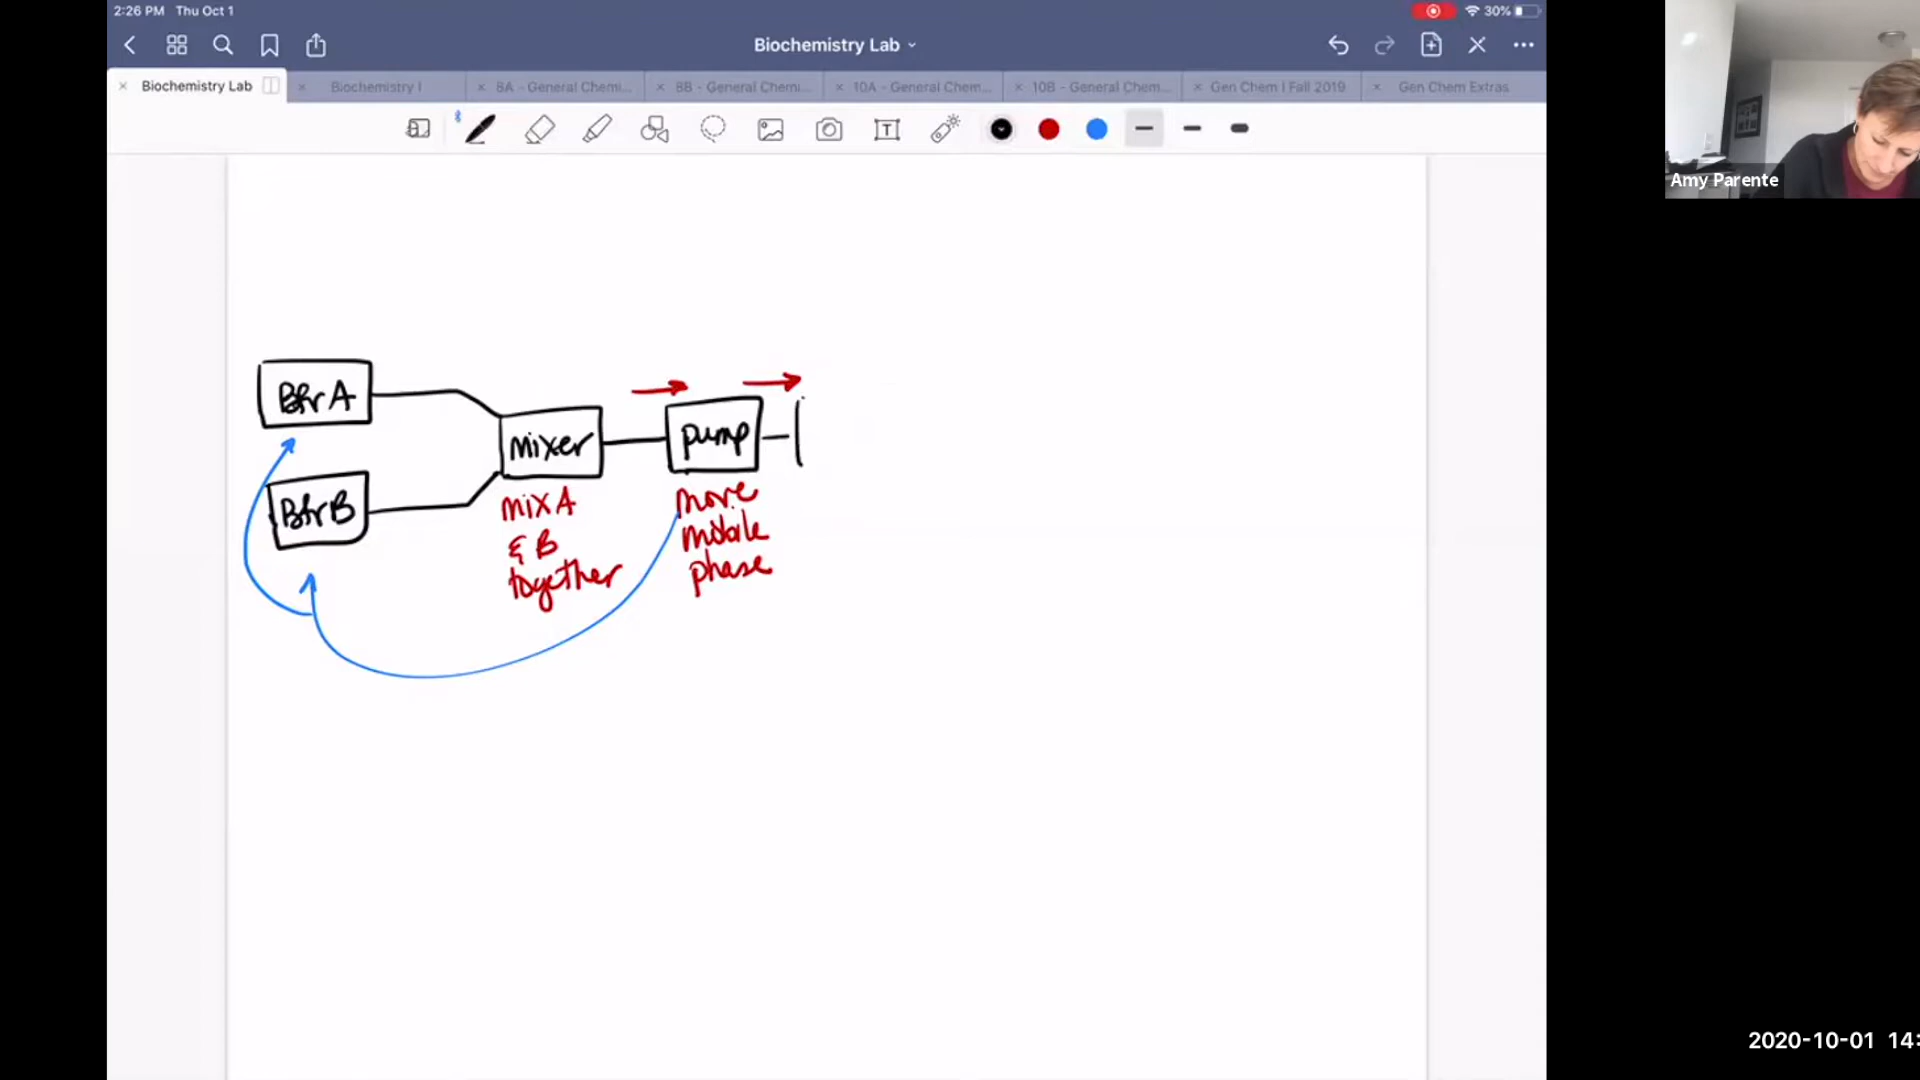 2:26 PM Thu Oct 1
30%
Biochemistry Lab
Biochemistry Lab
Biochemistry I
8A - General Chemi...
8B - General Chemi...
10A - General Chem...
10B - General Chem...
Gen Chem I Fall 2019
Gen Chem Extras
Amy Parente
Bfr A
Bfr B
mixer
pump
mix A
& B
together
move
mobile
phase
2020-10-01 14: